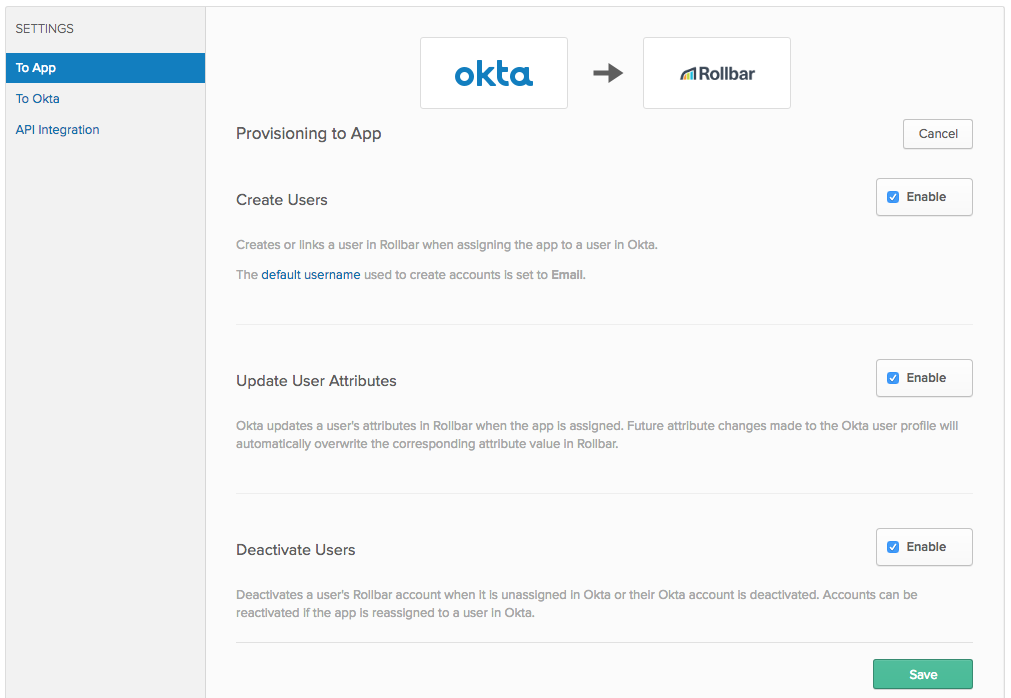 SETTINGS
To App
To Okta
API Integration
okta
Rollbar
Provisioning to App
Cancel
Create Users
Enable
Creates or links a user in Rollbar when assigning the app to a user in Okta.
The default username used to create accounts is set to Email.
Update User Attributes
Enable
Okta updates a user's attributes in Rollbar when the app is assigned. Future attribute changes made to the Okta user profile will
automatically overwrite the corresponding attribute value in Rollbar.
Deactivate Users
Enable
Deactivates a user's Rollbar account when it is unassigned in Okta or their Okta account is deactivated. Accounts can be
reactivated if the app is reassigned to a user in Okta.
Save